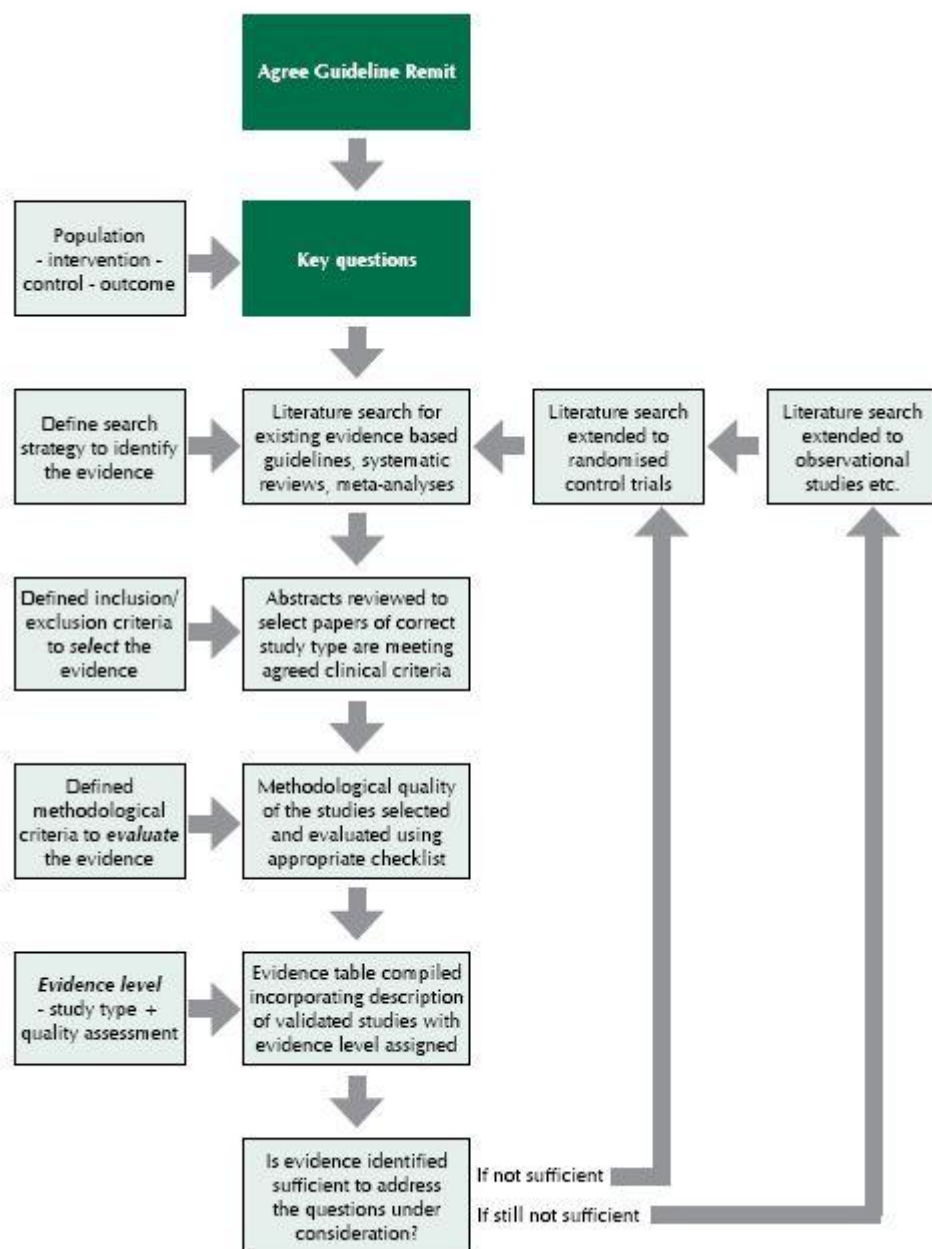 Agree Guideline Remit
Population
- intervention -
control - outcome
Key questions
Define search
strategy to identify
the evidence
Literature search for
existing evidence based
guidelines, systematic
reviews, meta-analyses
Literature search
extended to
randomised
control trials
Literature search
extended to
observational
studies etc.
Defined inclusion/
exclusion criteria
to select the
evidence
Abstracts reviewed to
select papers of correct
study type are meeting
agreed clinical criteria
Defined
methodological
criteria to evaluate
the evidence
Methodological quality
of the studies selected
and evaluated using
appropriate checklist
Evidence level
- study type +
quality assessment
Evidence table compiled
incorporating description
of validated studies with
evidence level assigned
Is evidence identified
sufficient to address
the questions under
consideration?
If not sufficient
If still not sufficient